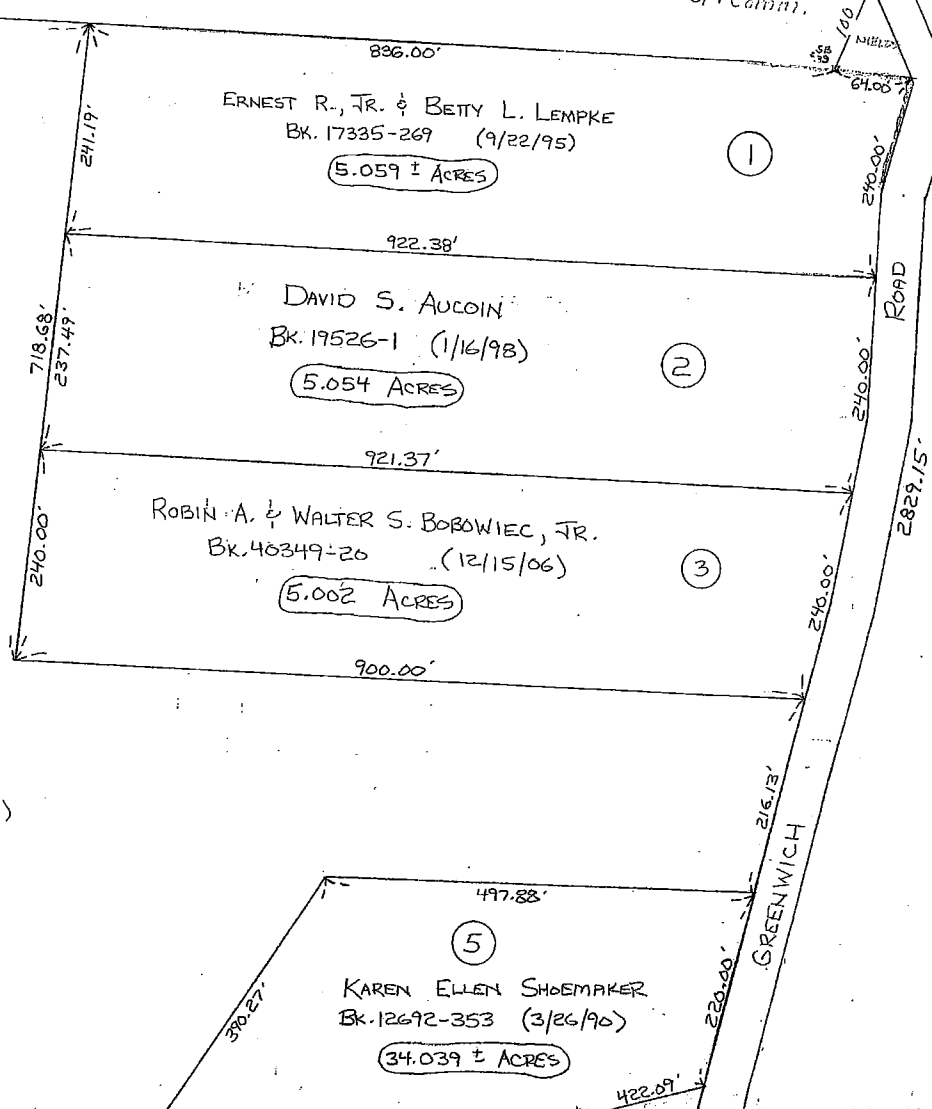 Comm.
100
836.00'
64.00'
241.19'
ERNEST R., JR. & BETTY L. LEMPKE
BK. 17335-269 (9/22/95)
5.059 ± ACRES
1
240.00'
922.38'
ROAD
718.68'
237.49'
DAVID S. AUCOIN
BK. 19526-1 (1/16/98)
5.054 ACRES
2
240.00'
921.37'
2829.15'
240.00'
ROBIN A. & WALTER S. BOBOWIEC, JR.
BK. 40349-20 (12/15/06)
5.002 ACRES
3
240.00'
900.00'
)
216.13'
GREENWICH
497.88'
5
390.27'
KAREN ELLEN SHOEMAKER
BK. 12692-353 (3/26/90)
34.039 ± ACRES
220.00'
422.09'